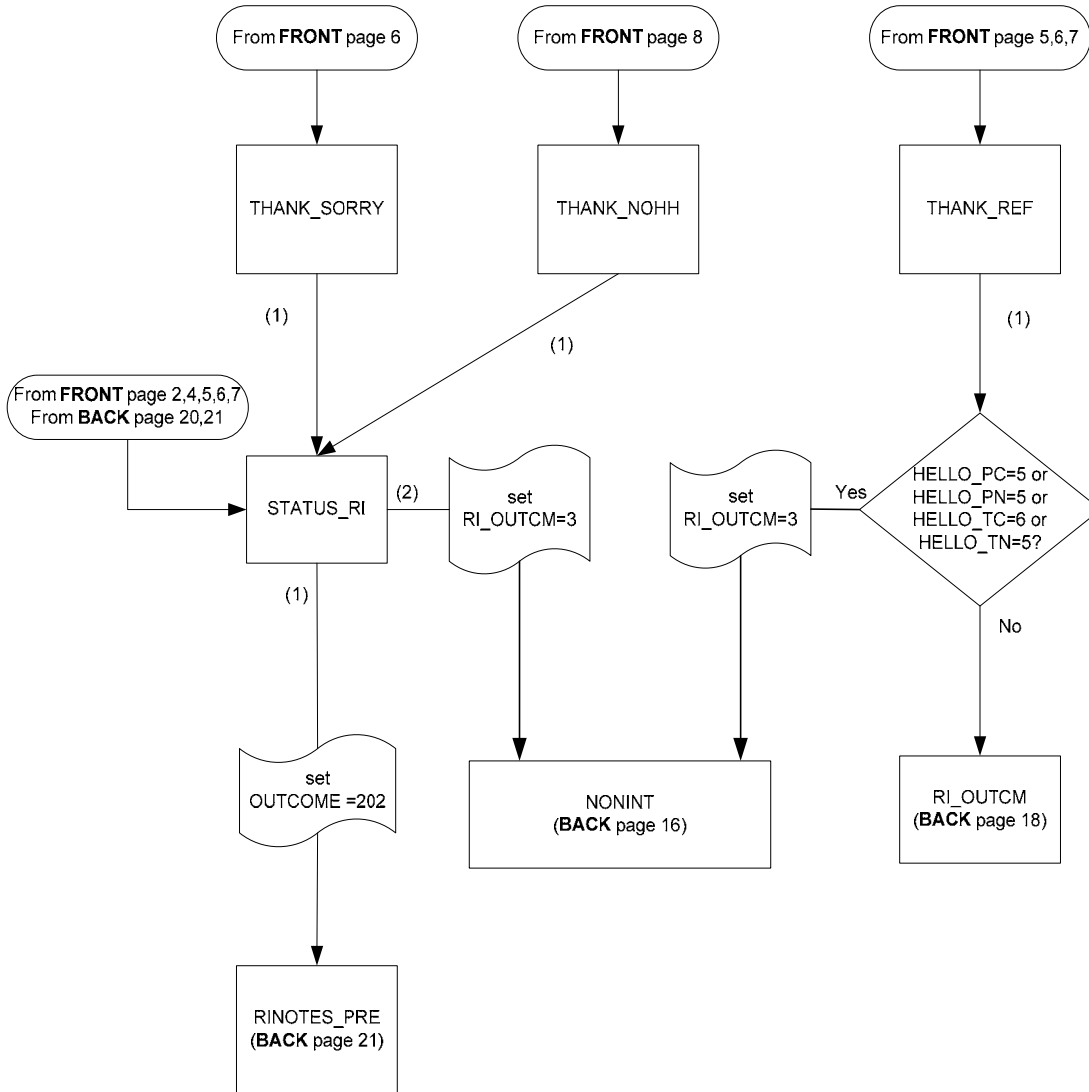 From FRONT page 6
From FRONT page 8
From FRONT page 5,6,7
THANK_SORRY
THANK_NOHH
THANK_REF
(1)
(1)
(1)
From FRONT page 2,4,5,6,7
From BACK page 20,21
STATUS_RI
(2)
set
RI_OUTCM=3
set
RI_OUTCM=3
Yes
HELLO_PC=5 or
HELLO_PN=5 or
HELLO_TC=6 or
HELLO_TN=5?
(1)
No
set
OUTCOME =202
NONINT
(BACK page 16)
RI_OUTCM
(BACK page 18)
RINOTES_PRE
(BACK page 21)